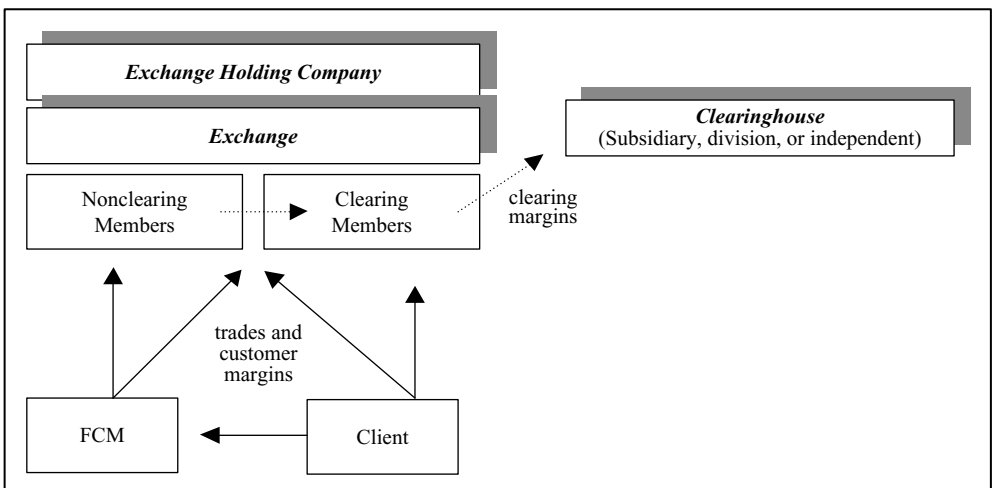 Exchange Holding Company
Exchange
Clearinghouse
(Subsidiary, division, or independent)
Nonclearing
Members
Clearing
Members
clearing
margins
trades and
customer
margins
FCM
Client